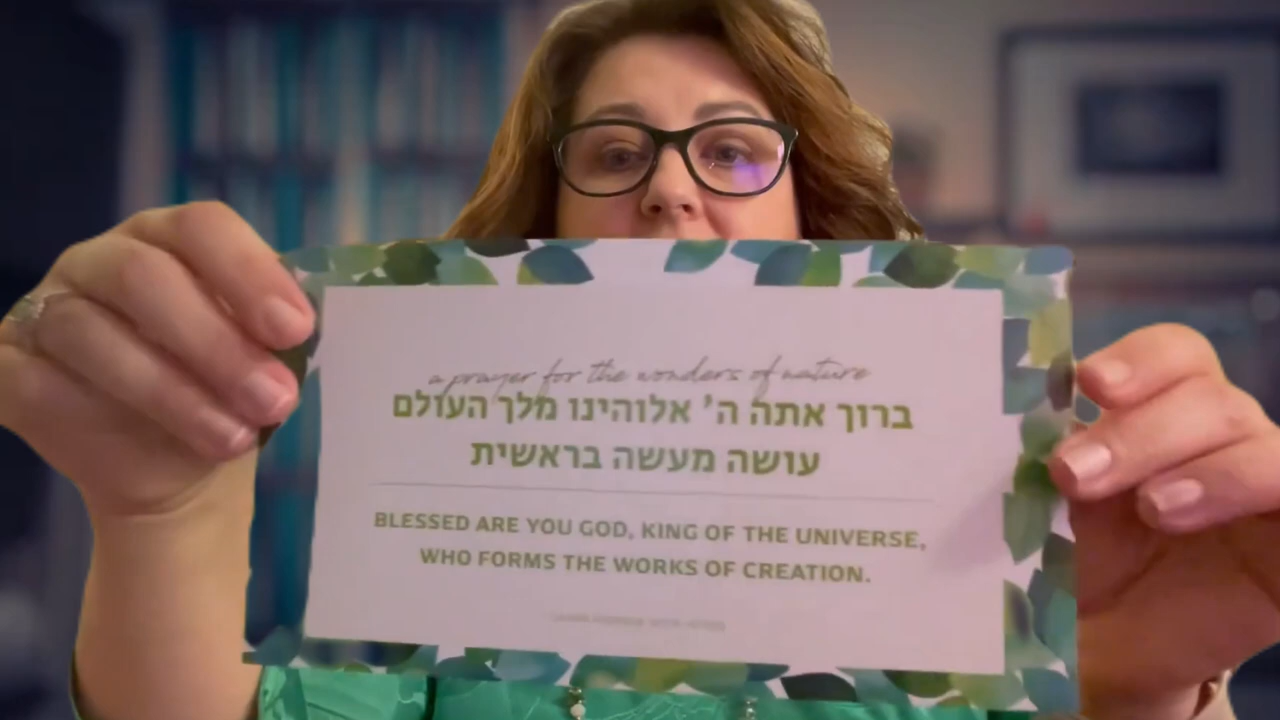 a prayer for the wonders of nature
ברוך אתה ה' אלוהינו מלך העולם
עושה מעשה בראשית
BLESSED ARE YOU GOD, KING OF THE UNIVERSE,
WHO FORMS THE WORKS OF CREATION.